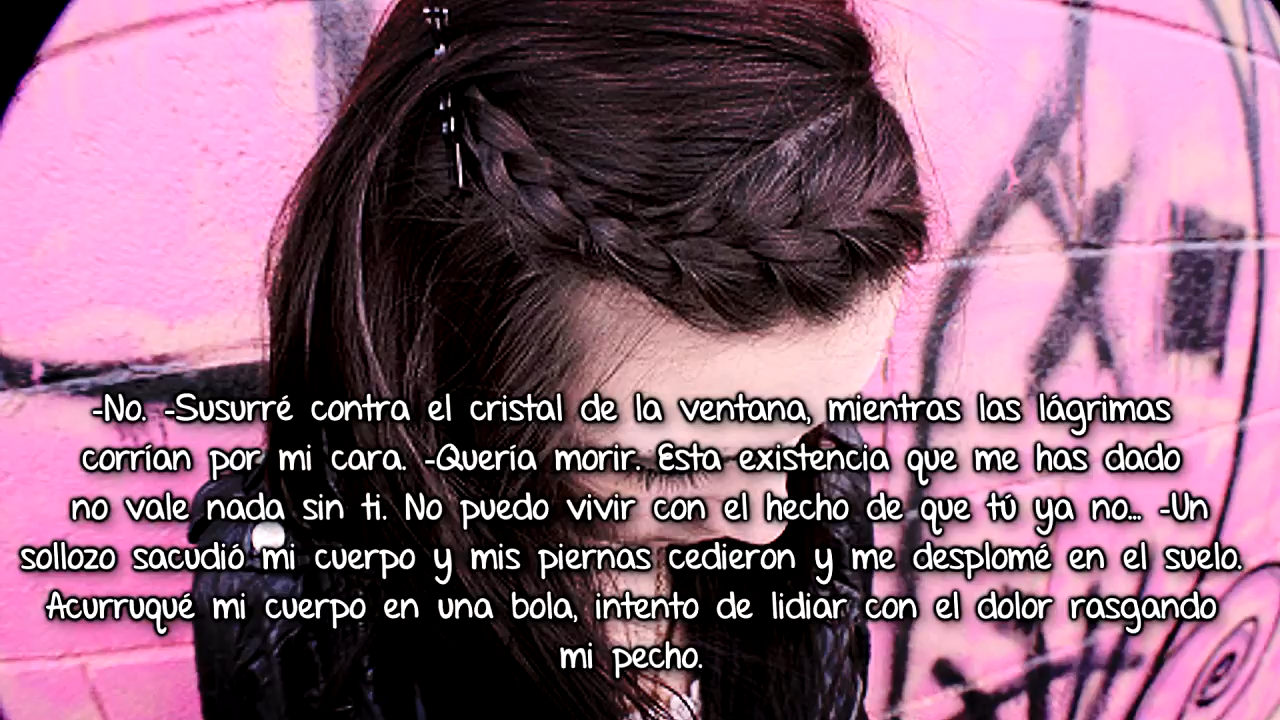 -No. -Susurré contra el cristal de la ventana, mientras las lágrimas
corrían por mi cara. -Quería morir. Esta existencia que me has dado
no vale nada sin ti. No puedo vivir con el hecho de que tú ya no... -Un
sollozo sacudió mi cuerpo y mis piernas cedieron y me desplomé en el suelo.
Acurruqué mi cuerpo en una bola, intento de lidiar con el dolor rasgando
mi pecho.